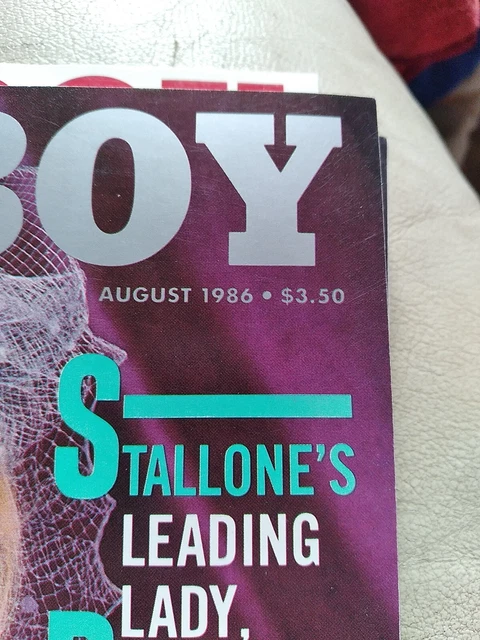 BOY
AUGUST 1986 • $3.50
STALLONE'S
LEADING
LADY,